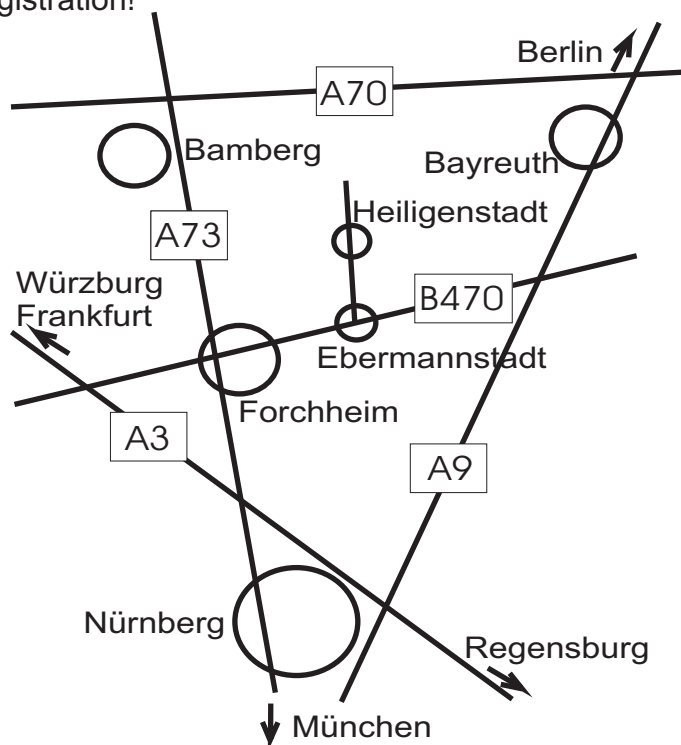 gistration!
Berlin
A70
Bamberg
Bayreuth
Heiligenstadt
A73
Würzburg
Frankfurt
B470
Ebermannstadt
Forchheim
A3
A9
Nürnberg
Regensburg
München